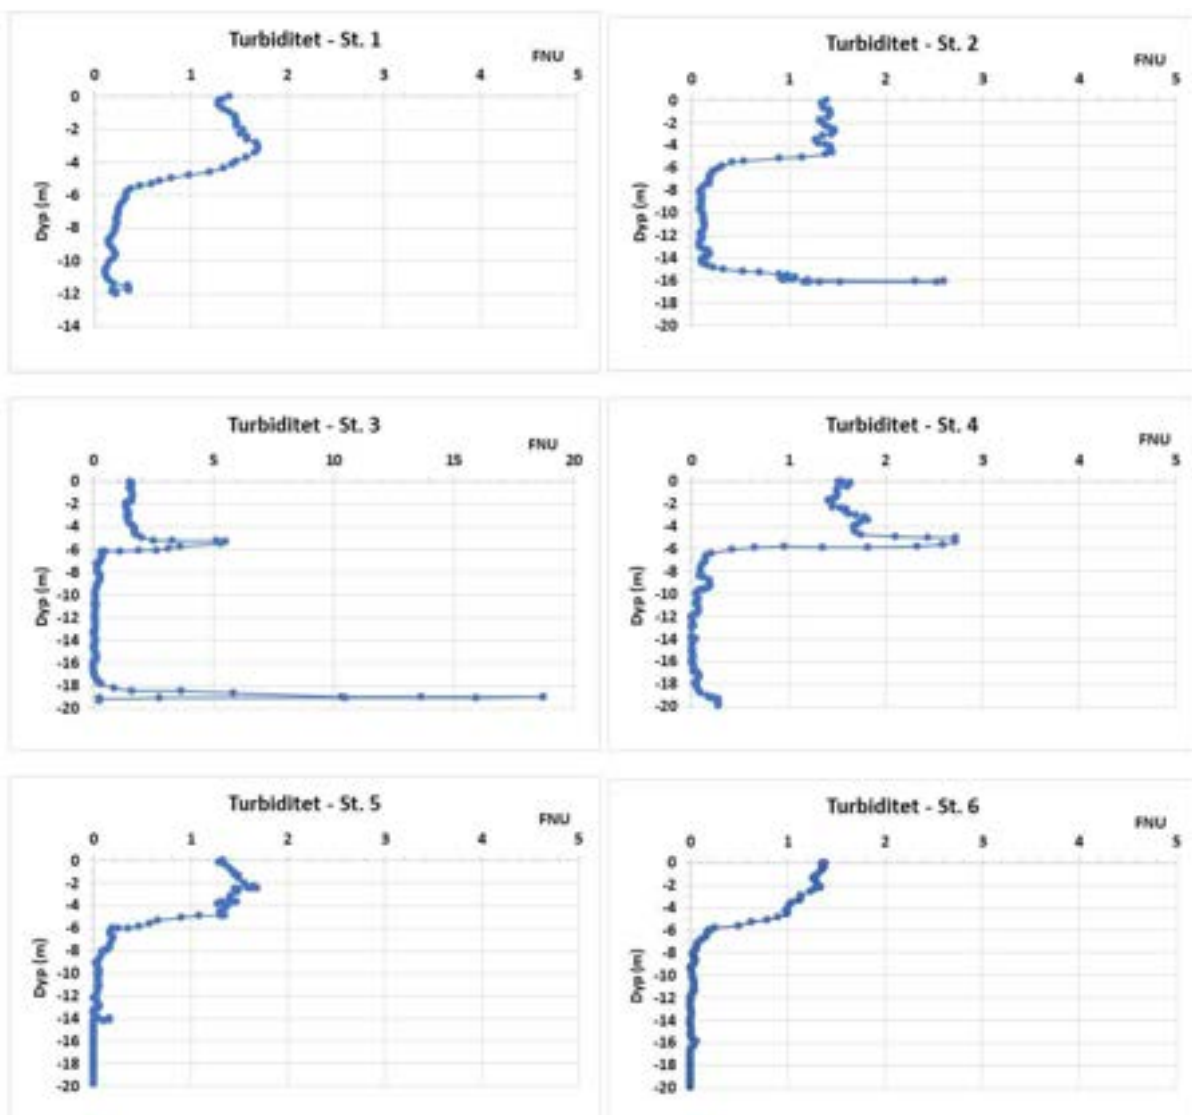 Turbiditet - St. 1
FNU
0 1 2 3 4 5
0
-2
-4
-6
-8
-10
-12
-14
Dyp (m)
Turbiditet - St. 2
FNU
0 1 2 3 4 5
0
-2
-4
-6
-8
-10
-12
-14
-16
-18
-20
Dyp (m)
Turbiditet - St. 3
FNU
0 5 10 15 20
0
-2
-4
-6
-8
-10
-12
-14
-16
-18
-20
Dyp (m)
Turbiditet - St. 4
FNU
0 1 2 3 4 5
0
-2
-4
-6
-8
-10
-12
-14
-16
-18
-20
Dyp (m)
Turbiditet - St. 5
FNU
0 1 2 3 4 5
0
-2
-4
-6
-8
-10
-12
-14
-16
-18
-20
Dyp (m)
Turbiditet - St. 6
FNU
0 1 2 3 4 5
0
-2
-4
-6
-8
-10
-12
-14
-16
-18
-20
Dyp (m)